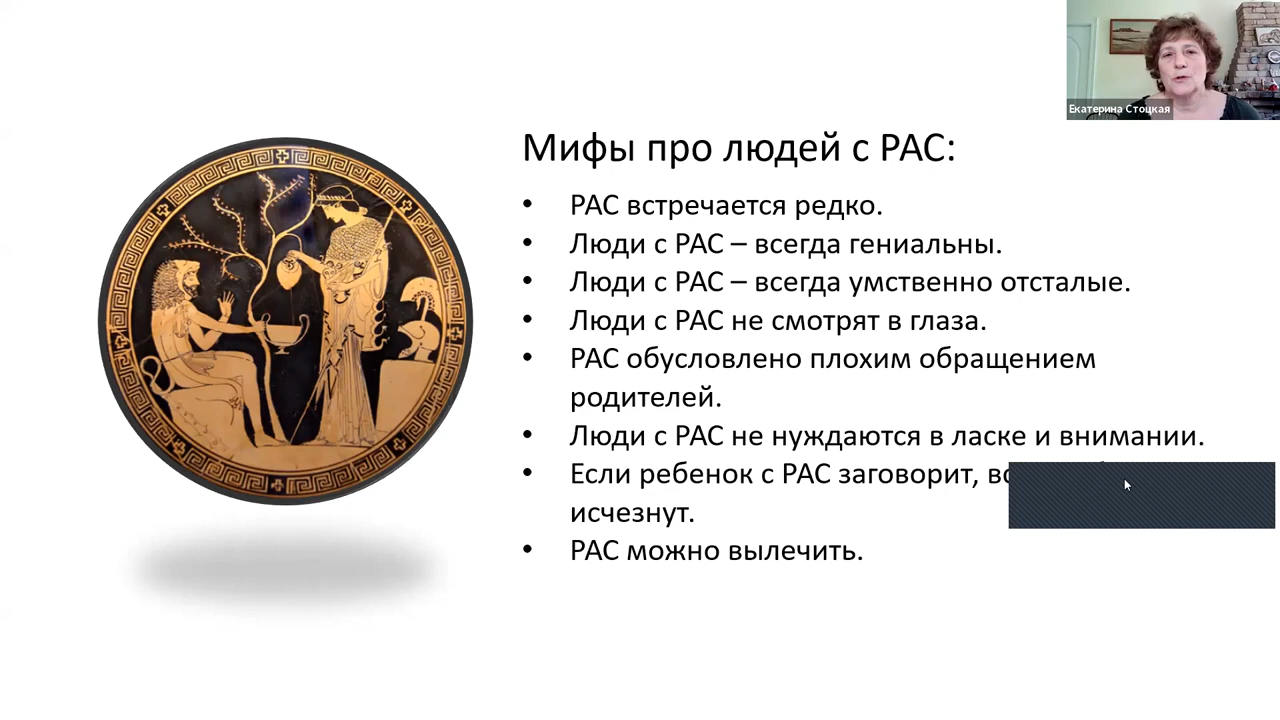 Екатерина Стоцкая
Мифы про людей с РАС:
• РАС встречается редко.
• Люди с РАС – всегда гениальны.
• Люди с РАС – всегда умственно отсталые.
• Люди с РАС не смотрят в глаза.
• РАС обусловлено плохим обращением
родителей.
• Люди с РАС не нуждаются в ласке и внимании.
• Если ребенок с РАС заговорит,
исчезнут.
• РАС можно вылечить.